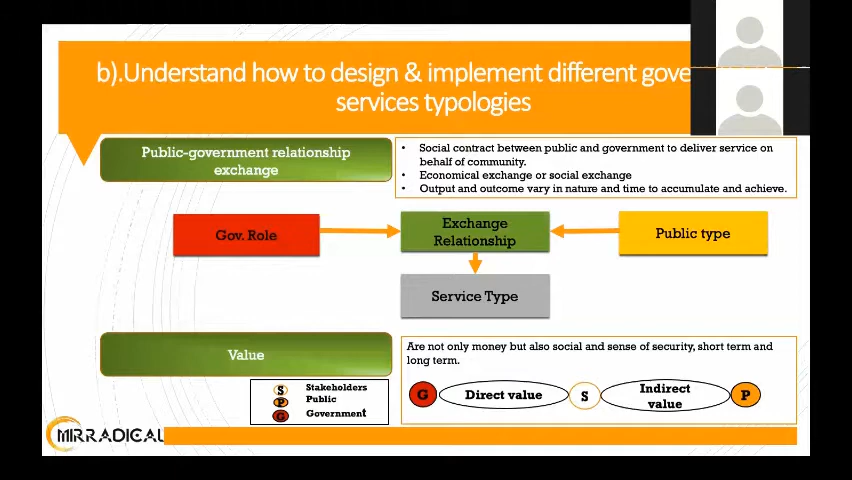 b).Understand how to design & implement different gove
services typologies
Public-government relationship
exchange
• Social contract between public and government to deliver service on
behalf of community.
• Economical exchange or social exchange
• Output and outcome vary in nature and time to accumulate and achieve.
Gov. Role
Exchange
Relationship
Public type
Service Type
Value
Are not only money but also social and sense of security, short term and
long term.
S Stakeholders
P Public
G Government
G
Direct value
S
Indirect
value
P
MIRRADICAL